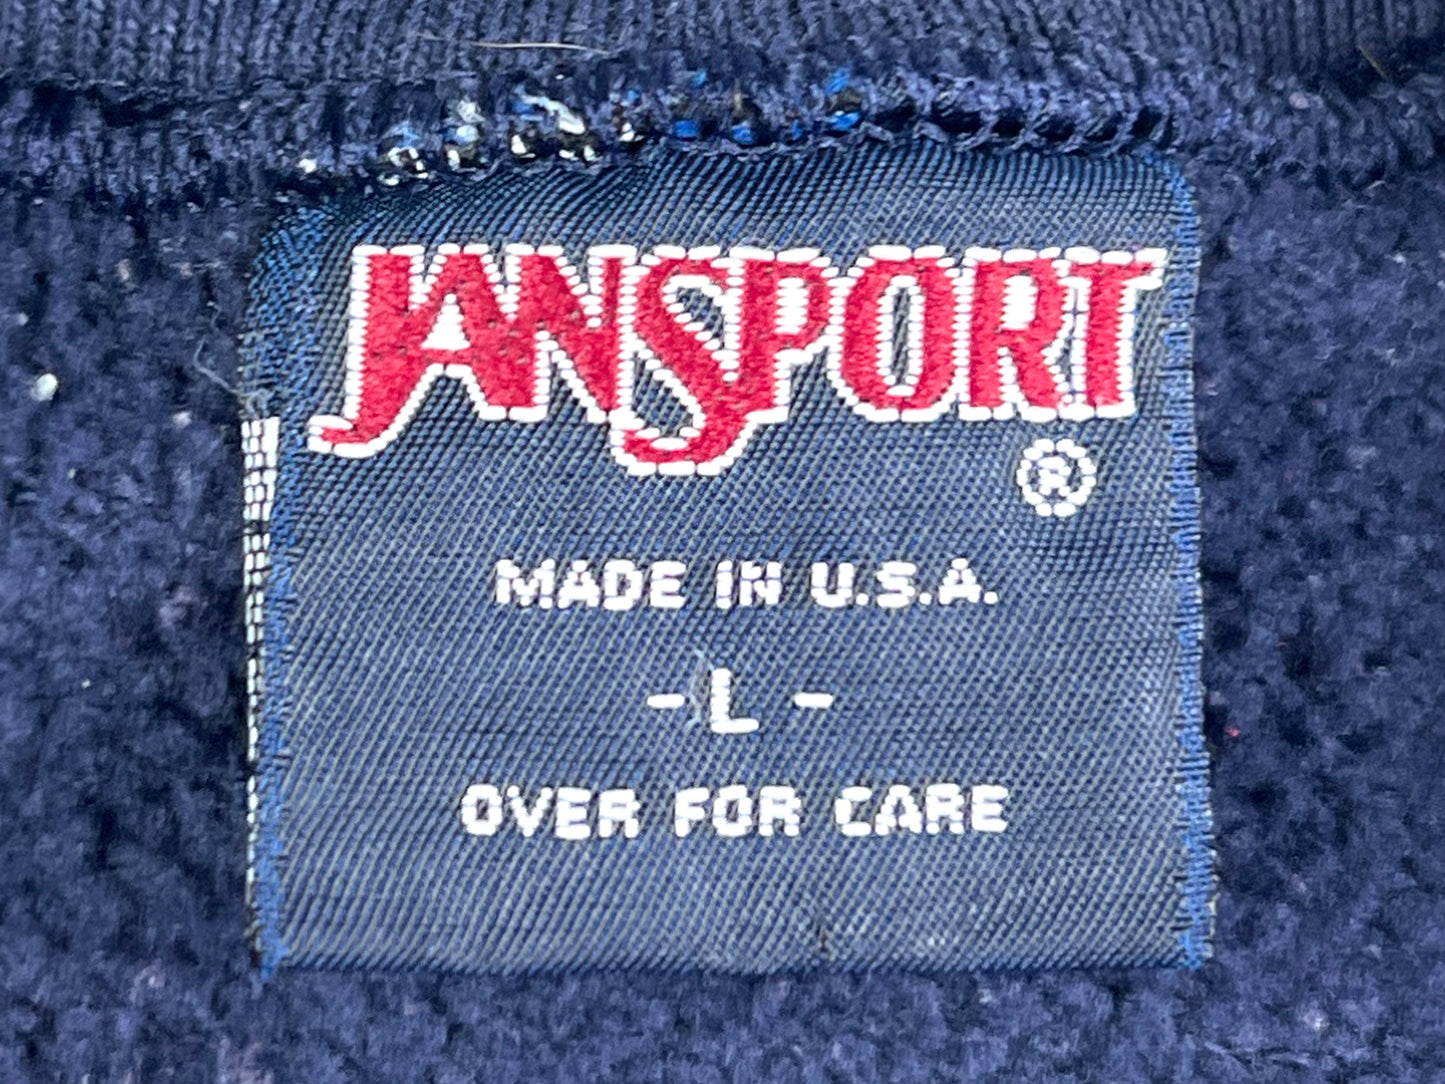 JANSPORT
®
MADE IN U.S.A.
- L -
OVER FOR CARE